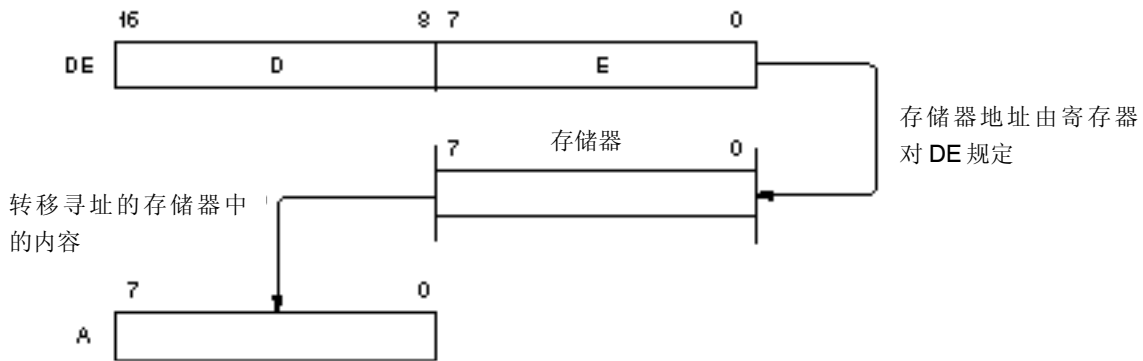 16 8 7 0
DE D E
存储器地址由寄存器
对 DE 规定
7 存储器 0
转移寻址的存储器中
的内容
7 0
A